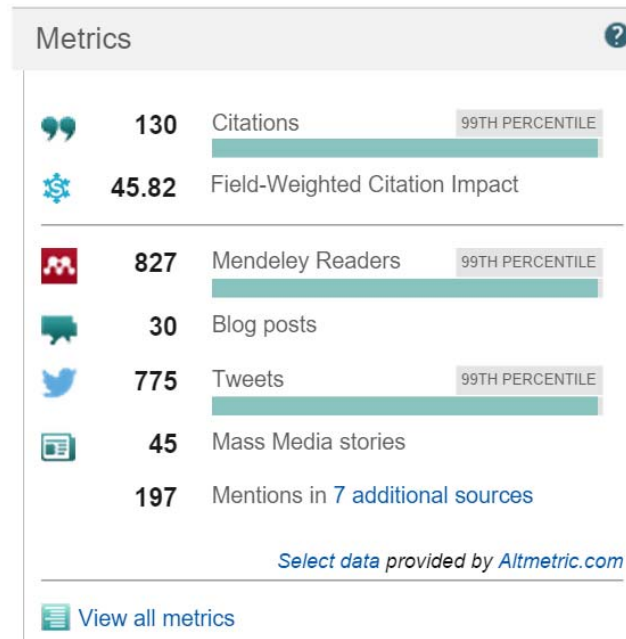 Metrics ?
130 Citations 99TH PERCENTILE
45.82 Field-Weighted Citation Impact
827 Mendeley Readers 99TH PERCENTILE
30 Blog posts
775 Tweets 99TH PERCENTILE
45 Mass Media stories
197 Mentions in 7 additional sources
Select data provided by Altmetric.com
View all metrics